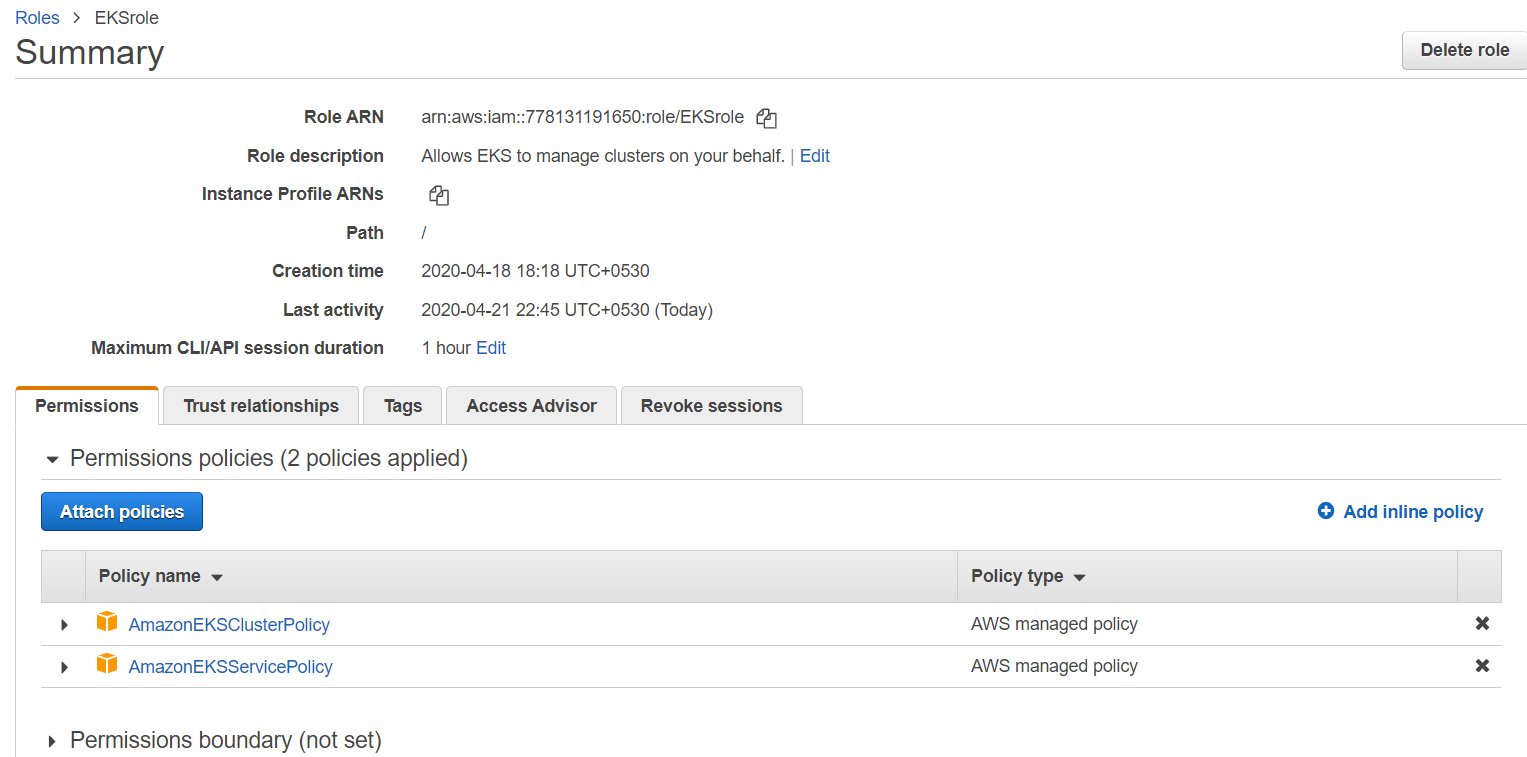 Roles > EKSrole
Summary
Delete role
Role ARN arn:aws:iam::778131191650:role/EKSrole
Role description Allows EKS to manage clusters on your behalf. | Edit
Instance Profile ARNs
Path /
Creation time 2020-04-18 18:18 UTC+0530
Last activity 2020-04-21 22:45 UTC+0530 (Today)
Maximum CLI/API session duration 1 hour Edit
Permissions Trust relationships Tags Access Advisor Revoke sessions
Permissions policies (2 policies applied)
Attach policies Add inline policy
Policy name Policy type
AmazonEKSClusterPolicy AWS managed policy
AmazonEKSServicePolicy AWS managed policy
Permissions boundary (not set)